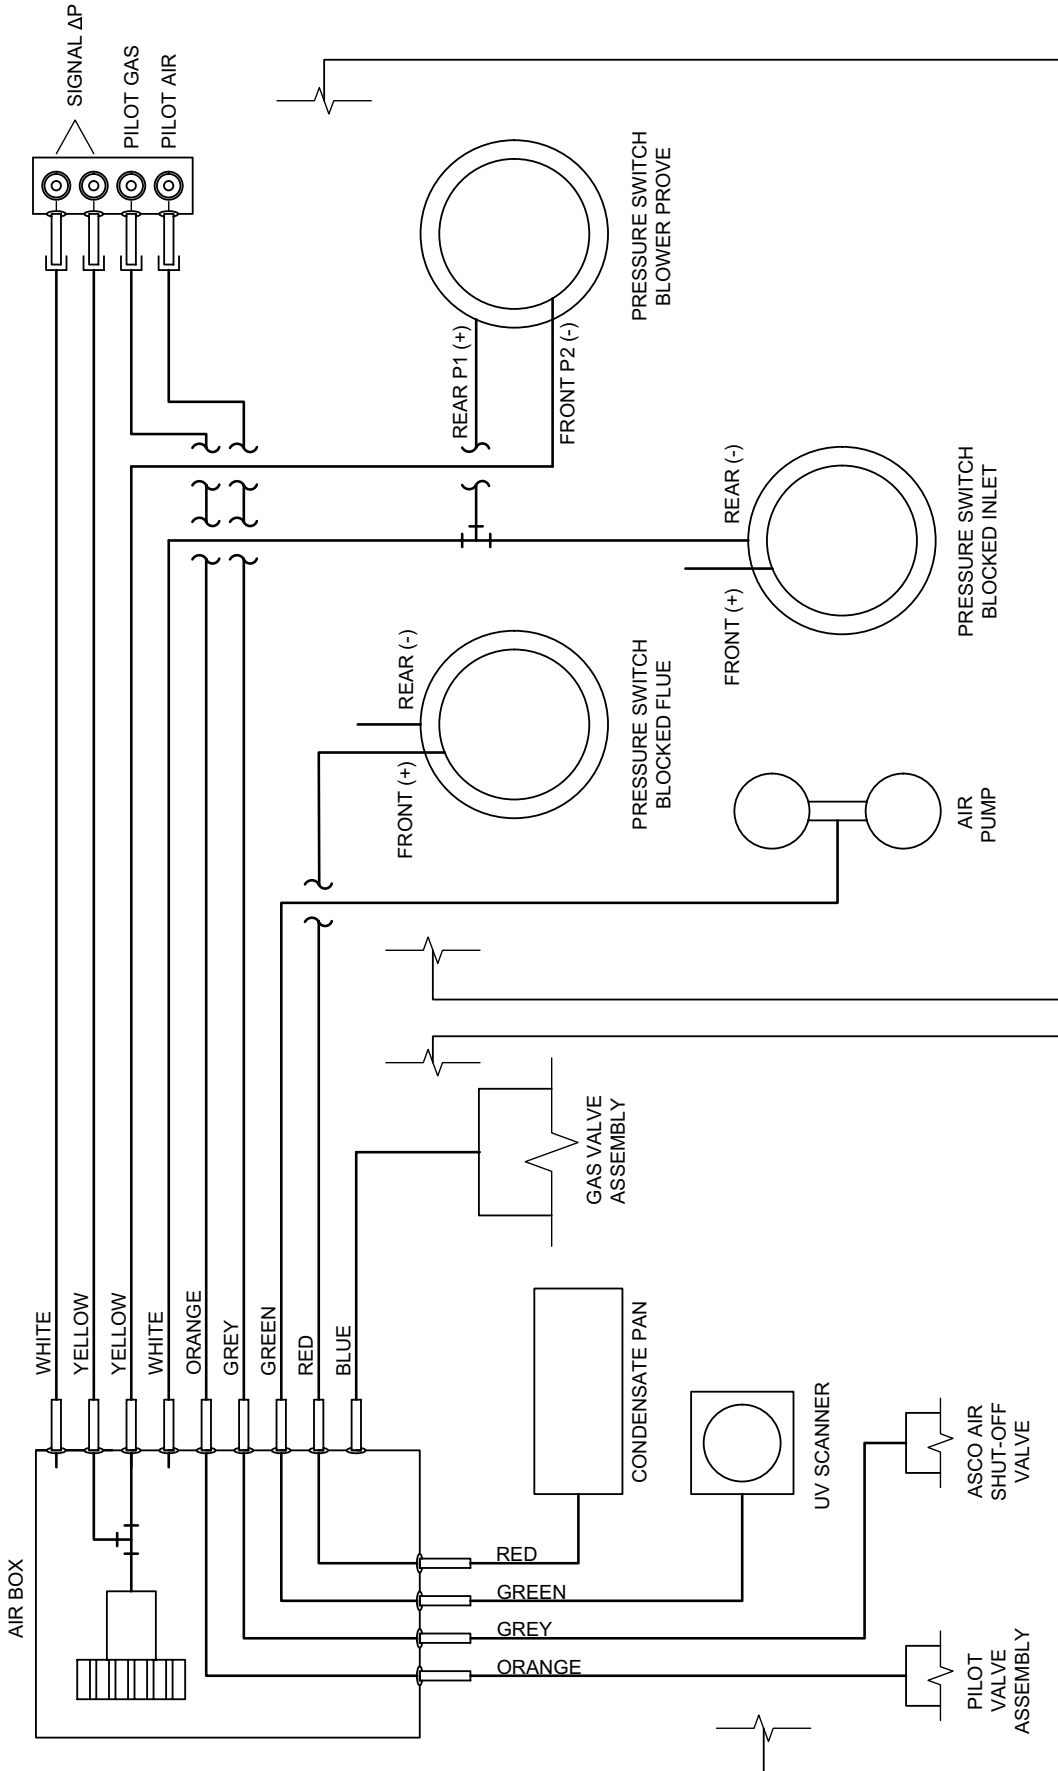 SIGNAL ΔP
PILOT GAS
PILOT AIR
PRESSURE SWITCH
BLOWER PROVE
REAR P1 (+)
FRONT P2 (-)
REAR (-)
FRONT (+)
PRESSURE SWITCH
BLOCKED INLET
REAR (-)
FRONT (+)
PRESSURE SWITCH
BLOCKED FLUE
AIR
PUMP
GAS VALVE
ASSEMBLY
WHITE
YELLOW
YELLOW
WHITE
ORANGE
GREY
GREEN
RED
BLUE
AIR BOX
CONDENSATE PAN
UV SCANNER
ASCO AIR
SHUT-OFF
VALVE
PILOT
VALVE
ASSEMBLY
RED
GREEN
GREY
ORANGE